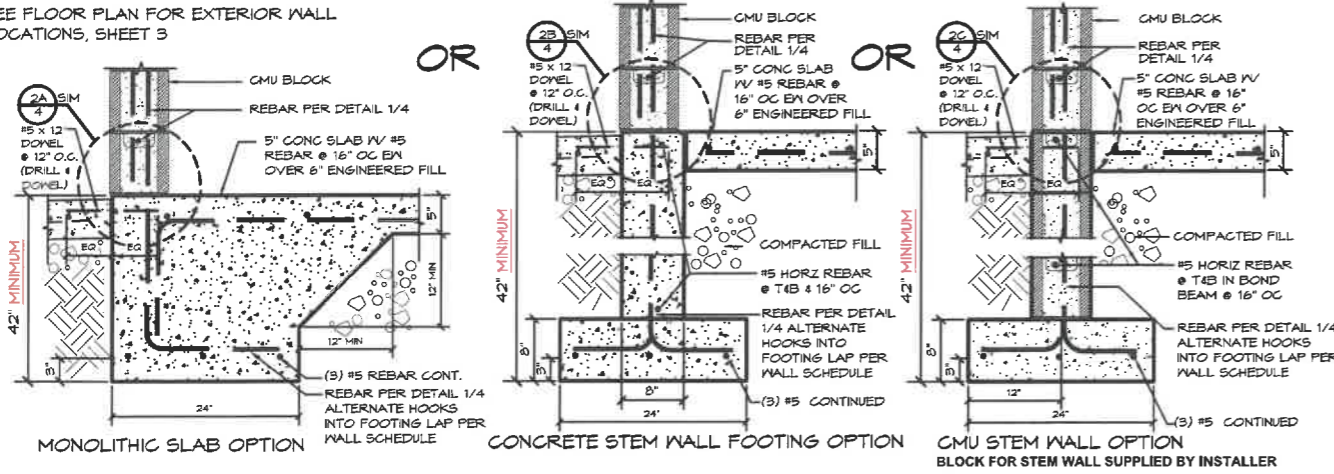 EE FLOOR PLAN FOR EXTERIOR WALL
OCATIONS, SHEET 3
2A
4
SIM
#5 x 12
DOWEL
@ 12" O.C.
(DRILL &
DOWEL)
CMU BLOCK
REBAR PER DETAIL 1/4
5" CONC SLAB W/ #5
REBAR @ 16" OC EW
OVER 6" ENGINEERED FILL
EQ
EQ
42" MINIMUM
3"
5"
12" MIN
12" MIN
24"
(3) #5 REBAR CONT.
REBAR PER DETAIL 1/4
ALTERNATE HOOKS
INTO FOOTING LAP PER
WALL SCHEDULE
MONOLITHIC SLAB OPTION
OR
2B
4
SIM
#5 x 12
DOWEL
@ 12" O.C.
(DRILL &
DOWEL)
CMU BLOCK
REBAR PER
DETAIL 1/4
5" CONC SLAB
W/ #5 REBAR @
16" OC EW OVER
6" ENGINEERED FILL
5"
EQ
EQ
42" MINIMUM
COMPACTED FILL
#5 HORZ REBAR
@ T&B & 16" OC
REBAR PER DETAIL
1/4 ALTERNATE
HOOKS INTO
FOOTING LAP PER
WALL SCHEDULE
8"
3"
8"
24"
(3) #5 CONTINUED
CONCRETE STEM WALL FOOTING OPTION
OR
2C
4
SIM
#5 x 12
DOWEL
@ 12" O.C.
(DRILL &
DOWEL)
CMU BLOCK
REBAR PER
DETAIL 1/4
5" CONC SLAB W/
#5 REBAR @ 16"
OC EW OVER 6"
ENGINEERED FILL
5"
EQ
EQ
42" MINIMUM
COMPACTED FILL
#5 HORIZ REBAR
@ T&B IN BOND
BEAM @ 16" OC
REBAR PER DETAIL 1/4
ALTERNATE HOOKS
INTO FOOTING LAP PER
WALL SCHEDULE
8"
3"
12"
24"
(3) #5 CONTINUED
CMU STEM WALL OPTION
BLOCK FOR STEM WALL SUPPLIED BY INSTALLER